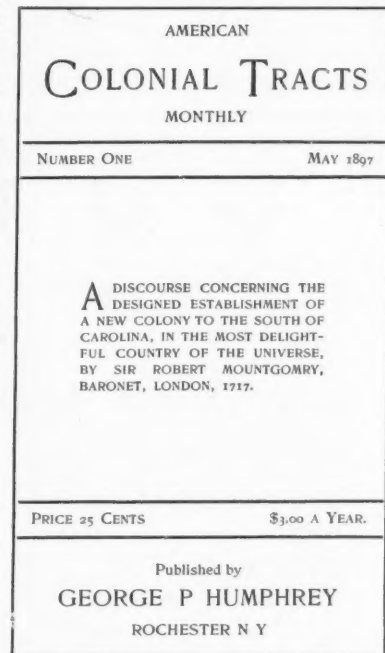 AMERICAN
COLONIAL TRACTS
MONTHLY
NUMBER ONE MAY 1897
A DISCOURSE CONCERNING THE
DESIGNED ESTABLISHMENT OF
A NEW COLONY TO THE SOUTH OF
CAROLINA, IN THE MOST DELIGHT-
FUL COUNTRY OF THE UNIVERSE,
BY SIR ROBERT MOUNTGOMRY,
BARONET, LONDON, 1717.
PRICE 25 CENTS $3.00 A YEAR.
Published by
GEORGE P HUMPHREY
ROCHESTER N Y